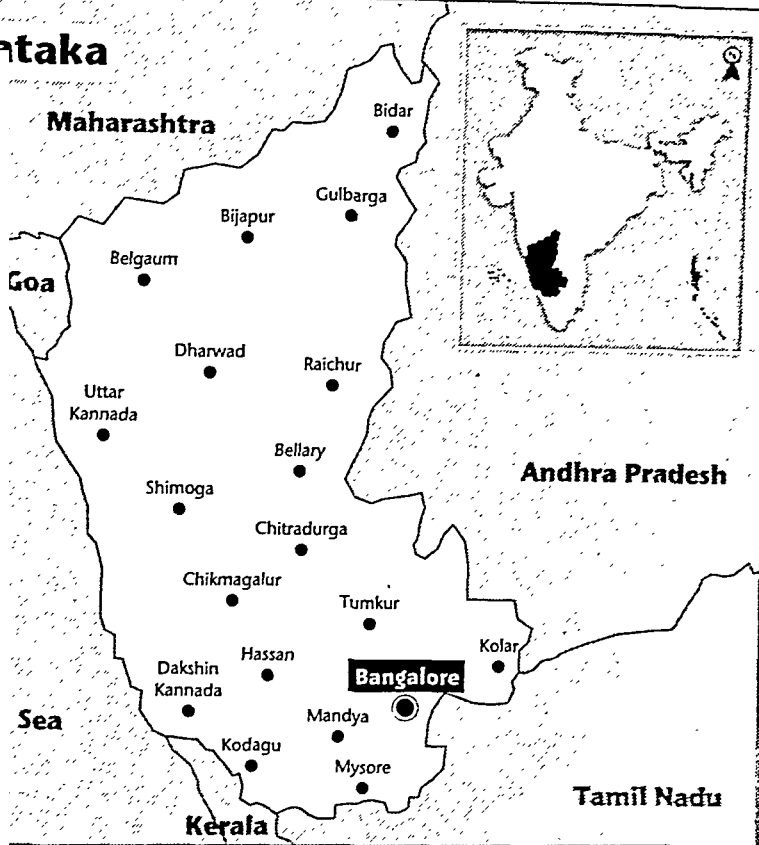 ntaka
Maharashtra
Bidar
Gulbarga
Bijapur
Belgaum
Goa
Dharwad
Raichur
Uttar
Kannada
Bellary
Andhra Pradesh
Shimoga
Chitradurga
Chikmagalur
Tumkur
Kolar
Hassan
Dakshin
Kannada
Bangalore
Sea
Mandya
Kodagu
Mysore
Tamil Nadu
Kerala